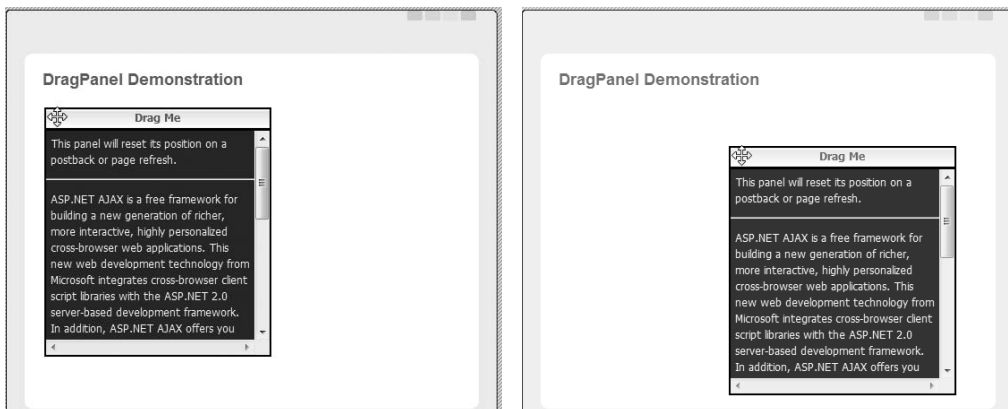 DragPanel Demonstration
Drag Me
This panel will reset its position on a
postback or page refresh.
ASP.NET AJAX is a free framework for
building a new generation of richer,
more interactive, highly personalized
cross-browser web applications. This
new web development technology from
Microsoft integrates cross-browser client
script libraries with the ASP.NET 2.0
server-based development framework.
In addition, ASP.NET AJAX offers you
DragPanel Demonstration
Drag Me
This panel will reset its position on a
postback or page refresh.
ASP.NET AJAX is a free framework for
building a new generation of richer,
more interactive, highly personalized
cross-browser web applications. This
new web development technology from
Microsoft integrates cross-browser client
script libraries with the ASP.NET 2.0
server-based development framework.
In addition, ASP.NET AJAX offers you